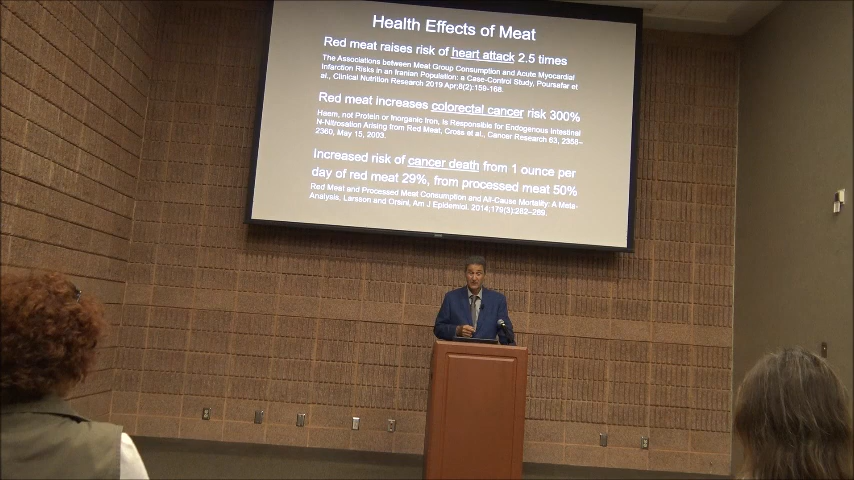 Health Effects of Meat
Red meat raises risk of heart attack 2.5 times
The Associations between Meat Group Consumption and Acute Myocardial
Infarction Risks in an Iranian Population: a Case-Control Study, Poursafar et
al., Clinical Nutrition Research 2019 Apr;8(2):159-168.
Red meat increases colorectal cancer risk 300%
Haem, not Protein or Inorganic Iron, Is Responsible for Endogenous Intestinal
N-Nitrosation Arising from Red Meat, Cross et al., Cancer Research 63, 2358–
2360, May 15, 2003.
Increased risk of cancer death from 1 ounce per
day of red meat 29%, from processed meat 50%
Red Meat and Processed Meat Consumption and All-Cause Mortality: A Meta-
Analysis, Larsson and Orsini, Am J Epidemiol. 2014;179(3):282–289.